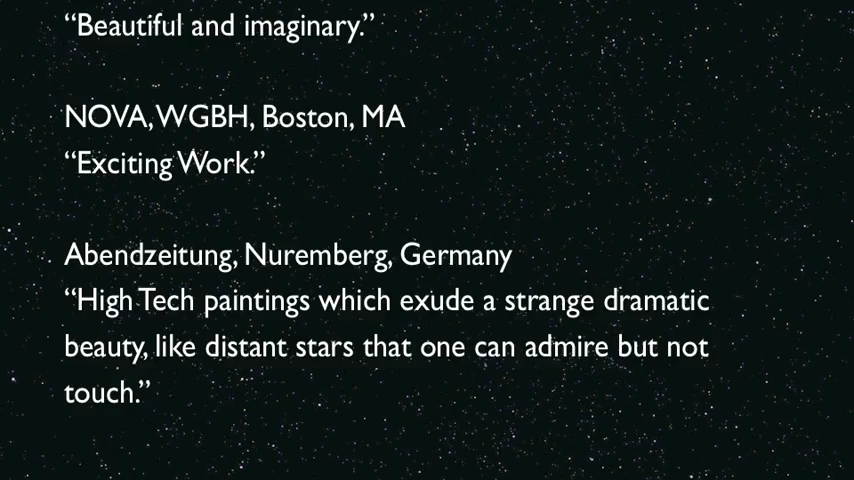 “Beautiful and imaginary.”
NOVA, WGBH, Boston, MA
“Exciting Work.”
Abendzeitung, Nuremberg, Germany
“High Tech paintings which exude a strange dramatic
beauty, like distant stars that one can admire but not
touch.”